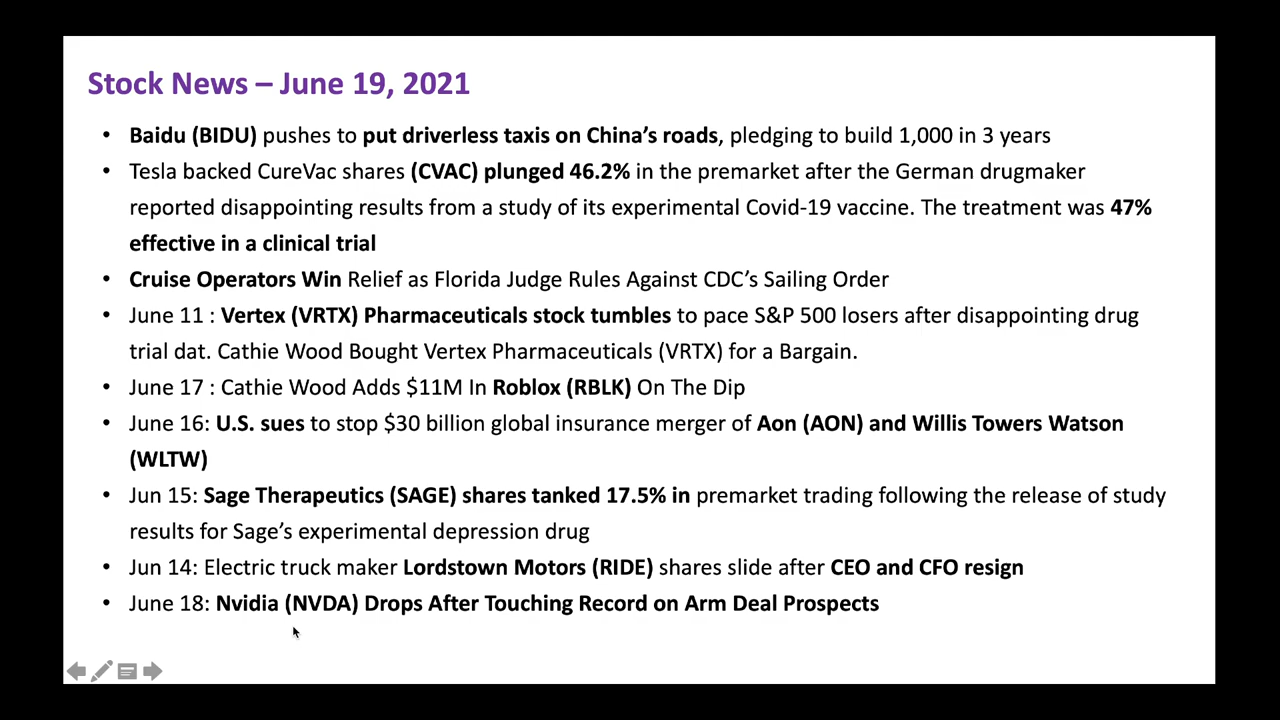 Stock News – June 19, 2021
• Baidu (BIDU) pushes to put driverless taxis on China’s roads, pledging to build 1,000 in 3 years
• Tesla backed CureVac shares (CVAC) plunged 46.2% in the premarket after the German drugmaker
reported disappointing results from a study of its experimental Covid-19 vaccine. The treatment was 47%
effective in a clinical trial
• Cruise Operators Win Relief as Florida Judge Rules Against CDC’s Sailing Order
• June 11 : Vertex (VRTX) Pharmaceuticals stock tumbles to pace S&P 500 losers after disappointing drug
trial dat. Cathie Wood Bought Vertex Pharmaceuticals (VRTX) for a Bargain.
• June 17 : Cathie Wood Adds $11M In Roblox (RBLK) On The Dip
• June 16: U.S. sues to stop $30 billion global insurance merger of Aon (AON) and Willis Towers Watson
(WLTW)
• Jun 15: Sage Therapeutics (SAGE) shares tanked 17.5% in premarket trading following the release of study
results for Sage’s experimental depression drug
• Jun 14: Electric truck maker Lordstown Motors (RIDE) shares slide after CEO and CFO resign
• June 18: Nvidia (NVDA) Drops After Touching Record on Arm Deal Prospects